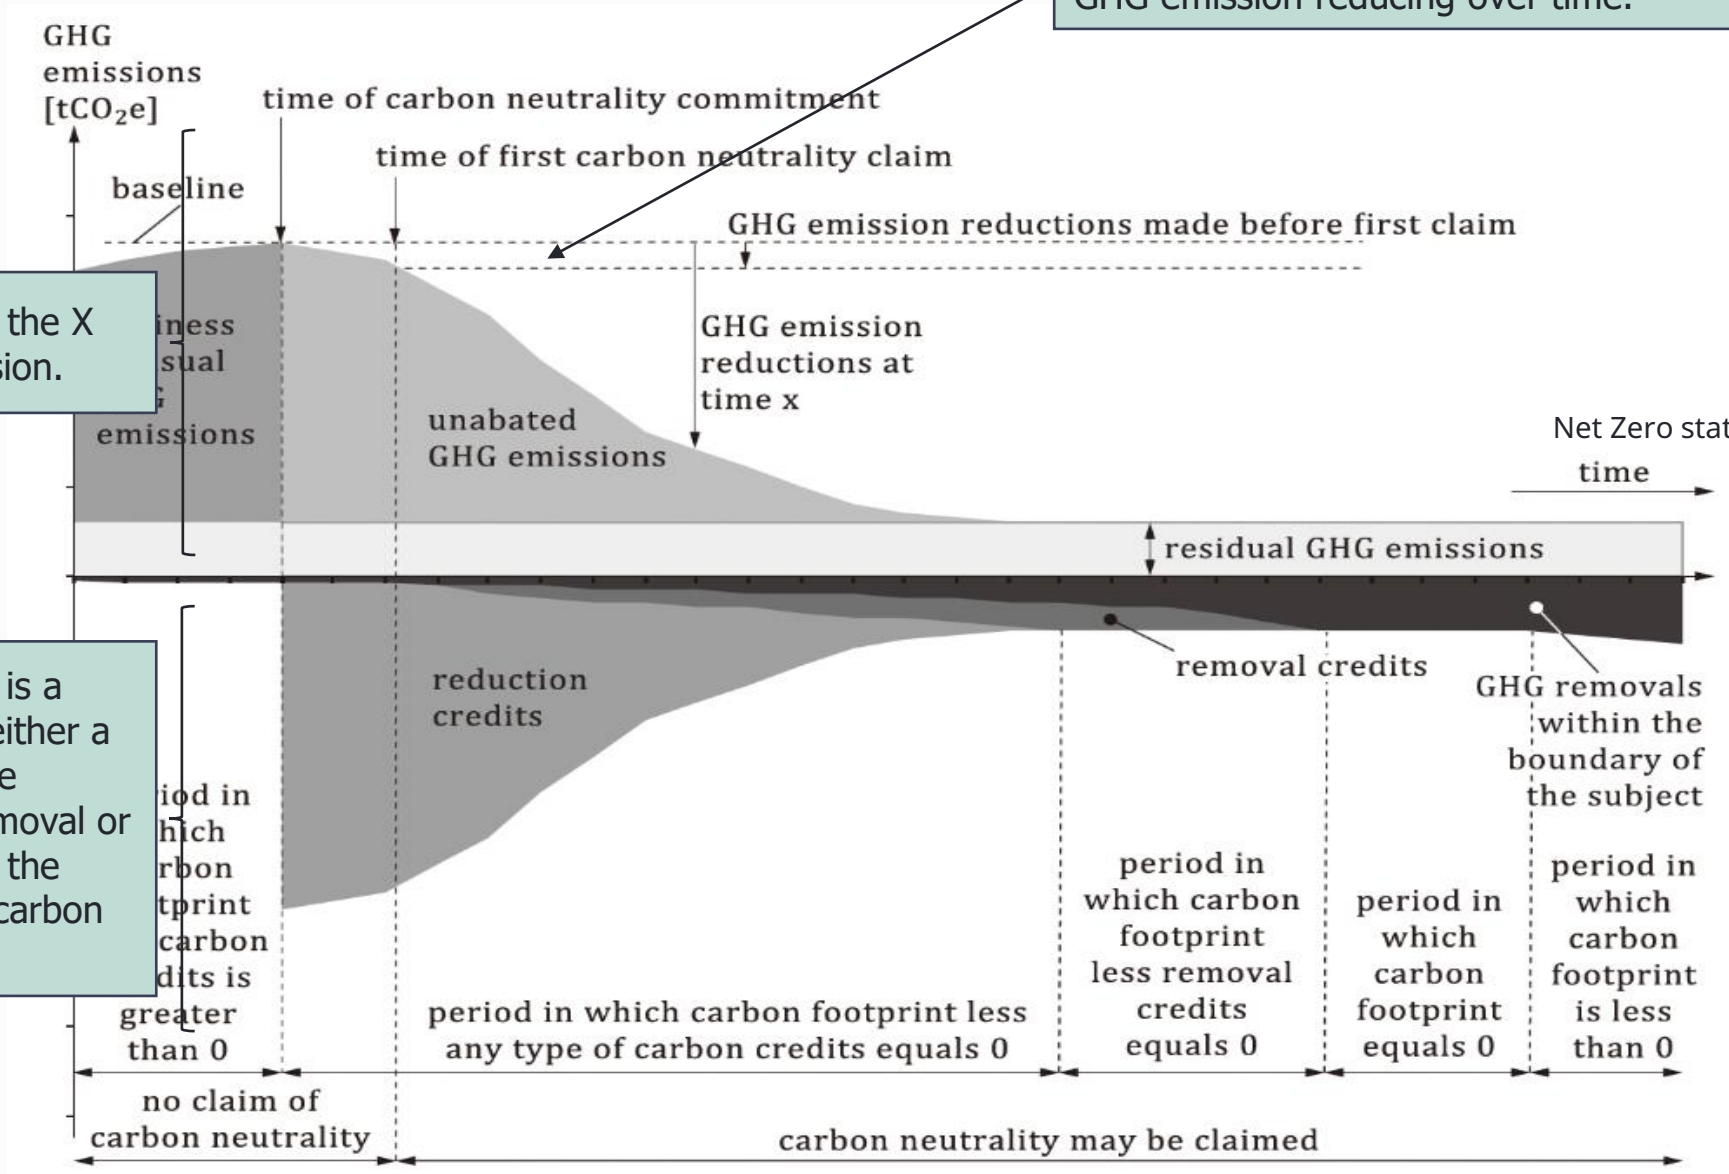 GHG emission reducing over time.
GHG
emissions
[tCO₂e]
time of carbon neutrality commitment
time of first carbon neutrality claim
baseline
GHG emission reductions made before first claim
the X
sion.
iness
sual
G
emissions
GHG emission
reductions at
time x
unabated
GHG emissions
Net Zero stat
time
residual GHG emissions
is a
either a
e
moval or
the
carbon
reduction
credits
removal credits
GHG removals
within the
boundary of
the subject
iod in
hich
rbon
tprint
carbon
dits is
greater
than 0
period in which carbon footprint less
any type of carbon credits equals 0
period in
which carbon
footprint
less removal
credits
equals 0
period in
which
carbon
footprint
equals 0
period in
which
carbon
footprint
is less
than 0
no claim of
carbon neutrality
carbon neutrality may be claimed